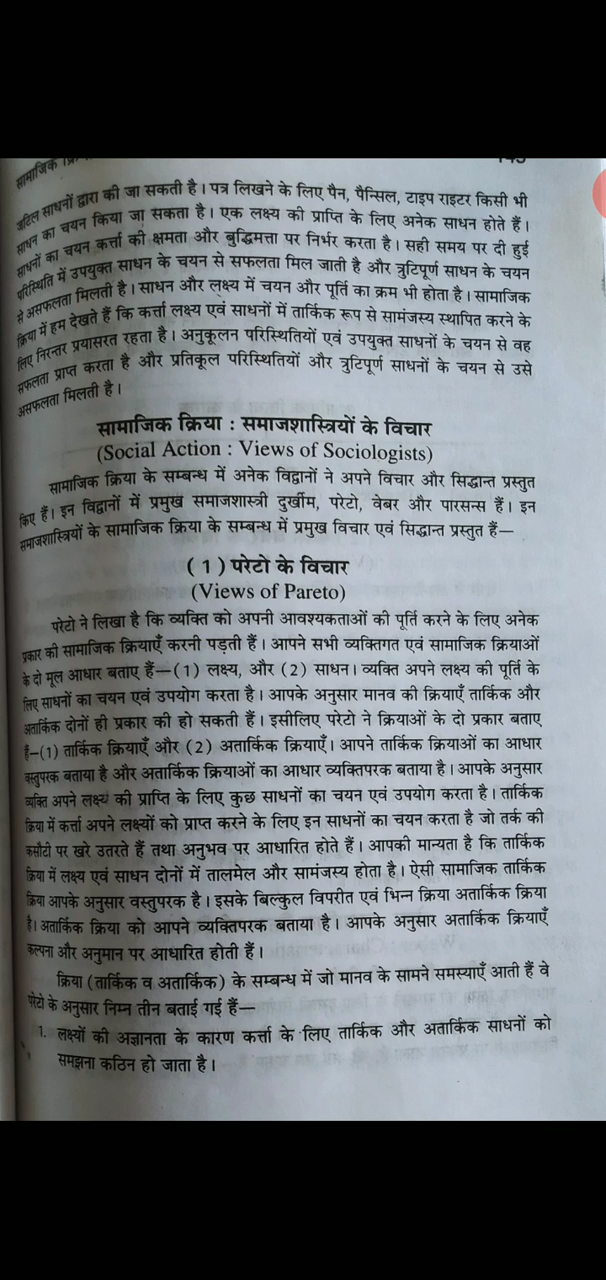 सामाजिक
जटिल साधनों द्वारा की जा सकती है। पत्र लिखने के लिए पैन, पैन्सिल, टाइप राइटर किसी भी
साधन का चयन किया जा सकता है। एक लक्ष्य की प्राप्ति के लिए अनेक साधन होते हैं।
साधनों का चयन कर्त्ता की क्षमता और बुद्धिमत्ता पर निर्भर करता है। सही समय पर दी हुई
परिस्थिति में उपयुक्त साधन के चयन से सफलता मिल जाती है और त्रुटिपूर्ण साधन के चयन
से असफलता मिलती है। साधन और लक्ष्य में चयन और पूर्ति का क्रम भी होता है। सामाजिक
क्रिया में हम देखते हैं कि कर्त्ता लक्ष्य एवं साधनों में तार्किक रूप से सामंजस्य स्थापित करने के
लिए निरन्तर प्रयासरत रहता है। अनुकूलन परिस्थितियों एवं उपयुक्त साधनों के चयन से वह
सफलता प्राप्त करता है और प्रतिकूल परिस्थितियों और त्रुटिपूर्ण साधनों के चयन से उसे
असफलता मिलती है।
सामाजिक क्रिया : समाजशास्त्रियों के विचार
(Social Action : Views of Sociologists)
सामाजिक क्रिया के सम्बन्ध में अनेक विद्वानों ने अपने विचार और सिद्धान्त प्रस्तुत
किए हैं। इन विद्वानों में प्रमुख समाजशास्त्री दुर्खीम, परेटो, वेबर और पारसन्स हैं। इन
समाजशास्त्रियों के सामाजिक क्रिया के सम्बन्ध में प्रमुख विचार एवं सिद्धान्त प्रस्तुत हैं—
(1) परेटो के विचार
(Views of Pareto)
परेटो ने लिखा है कि व्यक्ति को अपनी आवश्यकताओं की पूर्ति करने के लिए अनेक
प्रकार की सामाजिक क्रियाएँ करनी पड़ती हैं। आपने सभी व्यक्तिगत एवं सामाजिक क्रियाओं
के दो मूल आधार बताए हैं—(1) लक्ष्य, और (2) साधन। व्यक्ति अपने लक्ष्य की पूर्ति के
लिए साधनों का चयन एवं उपयोग करता है। आपके अनुसार मानव की क्रियाएँ तार्किक और
अतार्किक दोनों ही प्रकार की हो सकती हैं। इसीलिए परेटो ने क्रियाओं के दो प्रकार बताए
हैं—(1) तार्किक क्रियाएँ और (2) अतार्किक क्रियाएँ। आपने तार्किक क्रियाओं का आधार
वस्तुपरक बताया है और अतार्किक क्रियाओं का आधार व्यक्तिपरक बताया है। आपके अनुसार
व्यक्ति अपने लक्ष्य की प्राप्ति के लिए कुछ साधनों का चयन एवं उपयोग करता है। तार्किक
क्रिया में कर्त्ता अपने लक्ष्यों को प्राप्त करने के लिए इन साधनों का चयन करता है जो तर्क की
कसौटी पर खरे उतरते हैं तथा अनुभव पर आधारित होते हैं। आपकी मान्यता है कि तार्किक
क्रिया में लक्ष्य एवं साधन दोनों में तालमेल और सामंजस्य होता है। ऐसी सामाजिक तार्किक
क्रिया आपके अनुसार वस्तुपरक है। इसके बिल्कुल विपरीत एवं भिन्न क्रिया अतार्किक क्रिया
है। अतार्किक क्रिया को आपने व्यक्तिपरक बताया है। आपके अनुसार अतार्किक क्रियाएँ
कल्पना और अनुमान पर आधारित होती हैं।
क्रिया (तार्किक व अतार्किक) के सम्बन्ध में जो मानव के सामने समस्याएँ आती हैं वे
परेटो के अनुसार निम्न तीन बताई गई हैं—
1. लक्ष्यों की अज्ञानता के कारण कर्त्ता के लिए तार्किक और अतार्किक साधनों को
समझना कठिन हो जाता है।